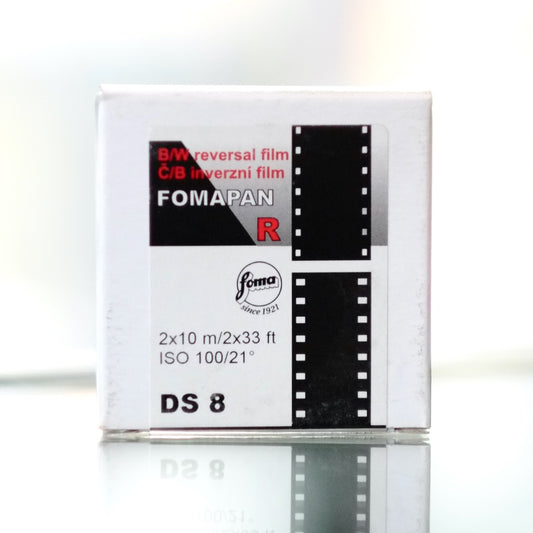 B/W reversal film
Č/B inverzní film
FOMAPAN
R
foma
since 1921
2x10 m/2x33 ft
ISO 100/21°
DS 8